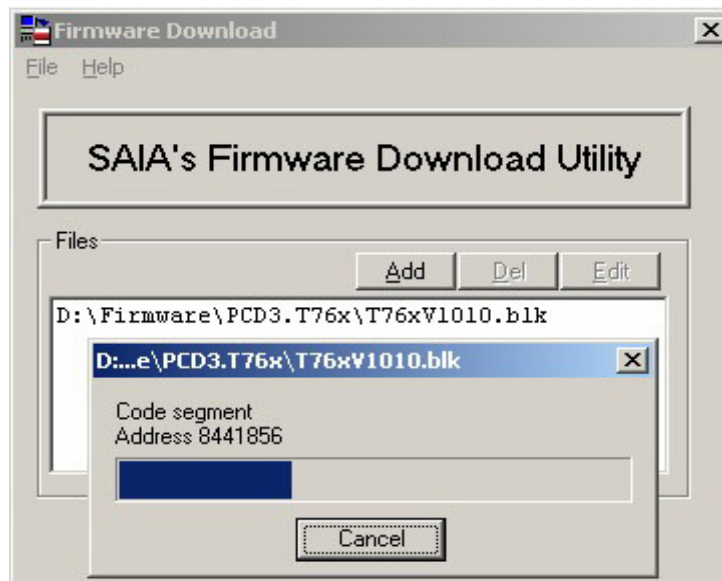 Firmware Download
File Help
SAIA's Firmware Download Utility
Files
Add Del Edit
D:\Firmware\PCD3.T76x\T76xV1010.blk
D:...e\PCD3.T76x\T76xV1010.blk
Code segment
Address 8441856
Cancel